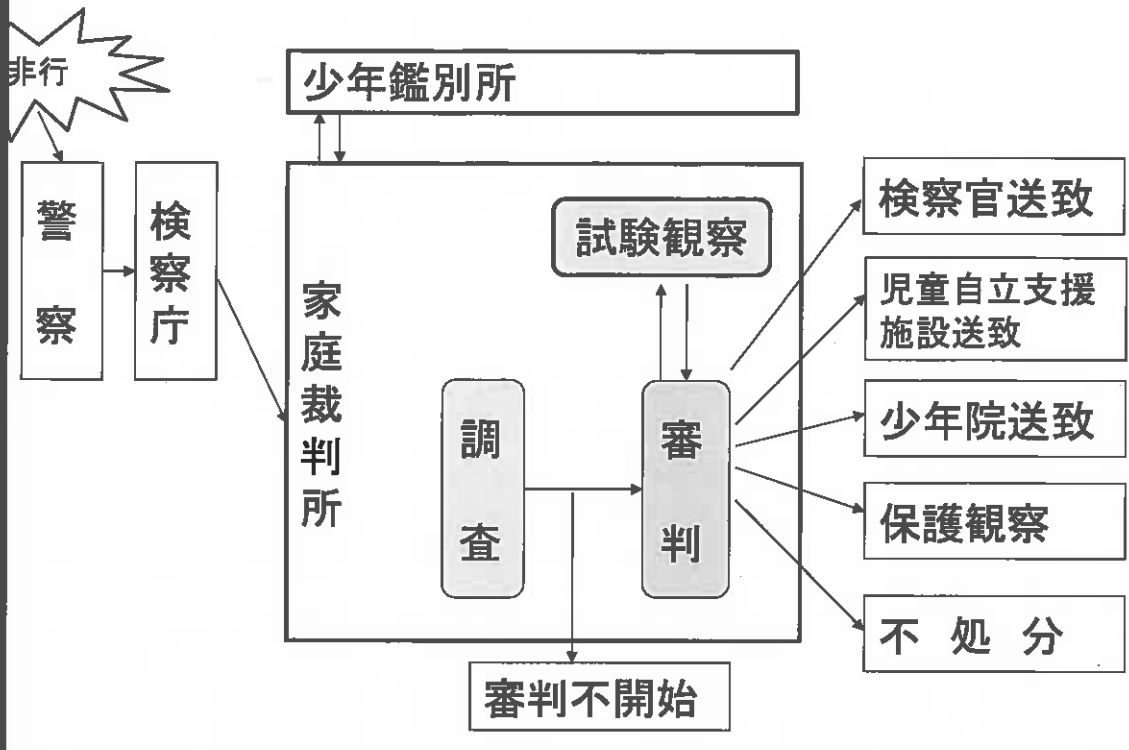 非行
少年鑑別所
警察
検察庁
家庭裁判所
試験観察
調査
審判
検察官送致
児童自立支援
施設送致
少年院送致
保護観察
不処分
審判不開始